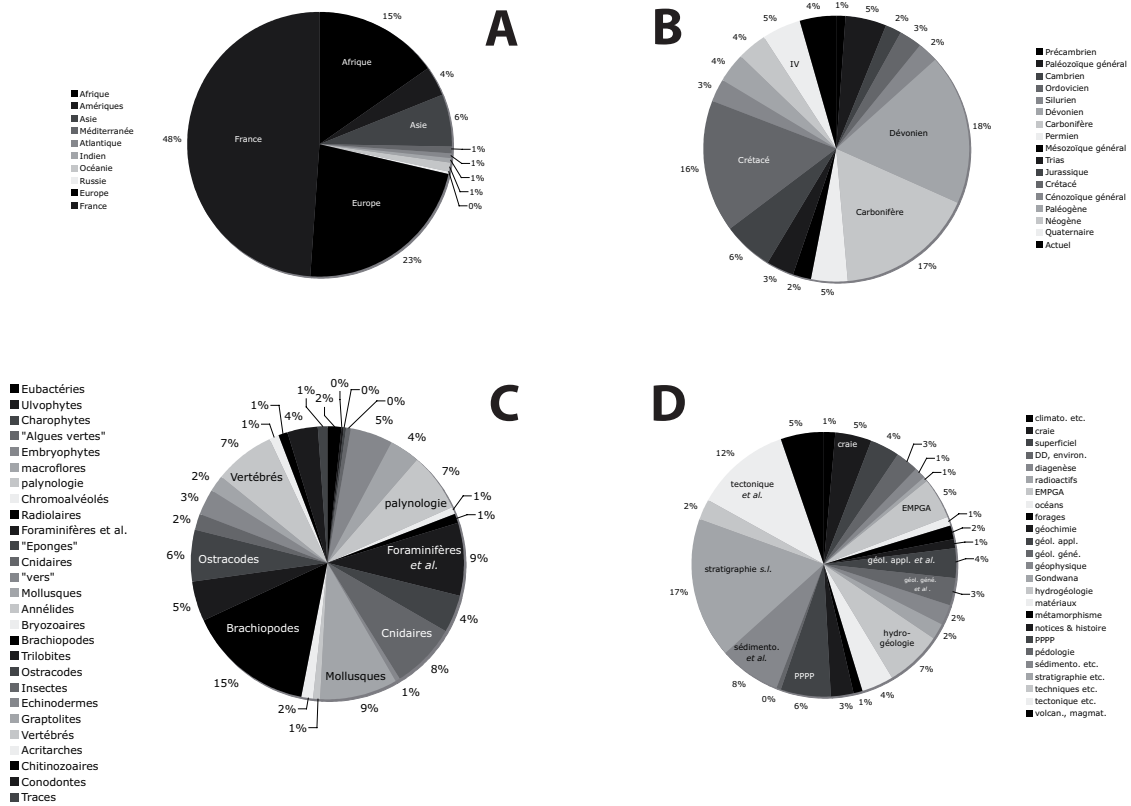 A
15%
4%
6%
1%
1%
1%
1%
0%
23%
48%
Afrique
Asie
Europe
France
Afrique
Amériques
Asie
Méditerranée
Atlantique
Indien
Océanie
Russie
Europe
France
B
1%
5%
2%
3%
2%
18%
17%
5%
2%
3%
6%
16%
3%
4%
4%
5%
4%
IV
Dévonien
Carbonifère
Crétacé
Précambrien
Paléozoïque général
Cambrien
Ordovicien
Silurien
Dévonien
Carbonifère
Permien
Mésozoïque général
Trias
Jurassique
Crétacé
Cénozoïque général
Paléogène
Néogène
Quaternaire
Actuel
C
Eubactéries
Ulvophytes
Charophytes
"Algues vertes"
Embryophytes
macroflores
palynologie
Chromoalvéolés
Radiolaires
Foraminifères et al.
"Eponges"
Cnidaires
"vers"
Mollusques
Annélides
Bryozoaires
Brachiopodes
Trilobites
Ostracodes
Insectes
Echinodermes
Graptolites
Vertébrés
Acritarches
Chitinozoaires
Conodontes
Traces
2%
0%
0%
0%
5%
4%
7%
1%
1%
9%
4%
8%
1%
9%
1%
2%
15%
5%
6%
2%
3%
2%
7%
1%
1%
4%
1%
palynologie
Foraminifères
et al.
Cnidaires
Mollusques
Brachiopodes
Ostracodes
Vertébrés
D
1%
5%
4%
3%
1%
1%
5%
1%
2%
1%
4%
3%
2%
2%
7%
4%
1%
3%
6%
0%
8%
17%
2%
12%
5%
craie
EMPGA
géol. appl. et al.
géol. géné.
et al .
hydro-
géologie
PPPP
sédimento.
et al.
stratigraphie s.l.
tectonique
et al.
climato. etc.
craie
superficiel
DD, environ.
diagenèse
radioactifs
EMPGA
océans
forages
géochimie
géol. appl.
géol. géné.
géophysique
Gondwana
hydrogéologie
matériaux
métamorphisme
notices & histoire
PPPP
pédologie
sédimento. etc.
stratigraphie etc.
techniques etc.
tectonique etc.
volcan., magmat.